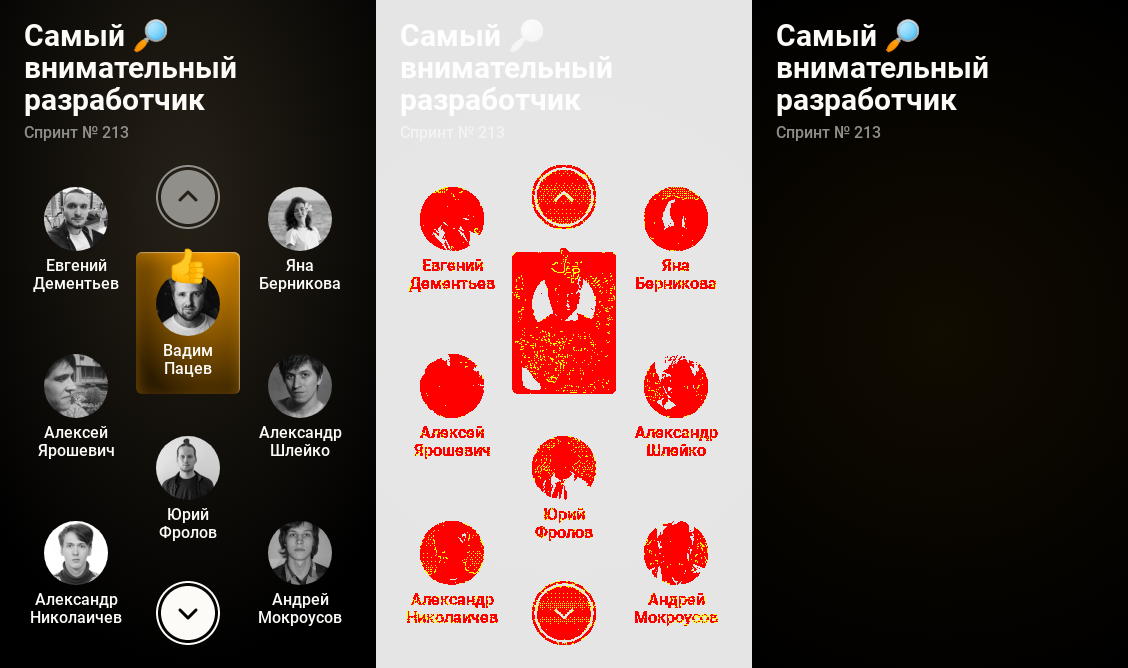 Самый 🔎
внимательный
разработчик
Спринт № 213
Евгений
Дементьев
Яна
Берникова
Вадим
Пацев
Алексей
Ярошевич
Александр
Шлейко
Юрий
Фролов
Александр
Николаичев
Андрей
Мокроусов
Самый 🔎
внимательный
разработчик
Спринт № 213
Евгений
Дементьев
Яна
Берникова
Алексей
Ярошевич
Александр
Шлейко
Юрий
Фролов
Александр
Николаичев
Андрей
Мокроусов
Самый 🔎
внимательный
разработчик
Спринт № 213